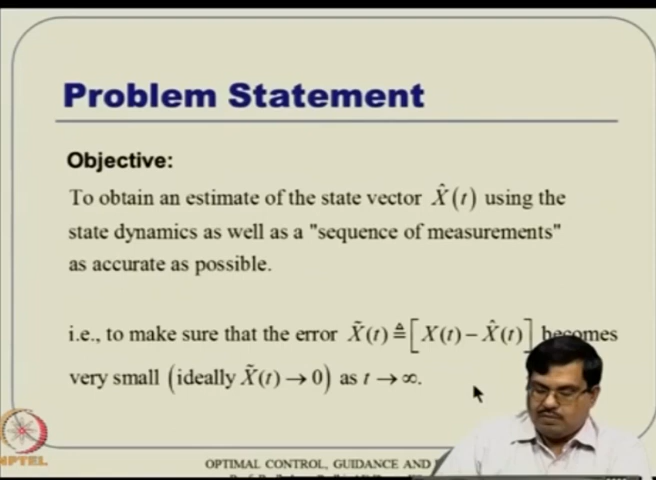 Problem Statement
Objective:
To obtain an estimate of the state vector X̂(t) using the
state dynamics as well as a "sequence of measurements"
as accurate as possible.
i.e., to make sure that the error X̃(t) ≜ [X(t) − X̂(t)] becomes
very small (ideally X̃(t) → 0) as t → ∞.
NPTEL
OPTIMAL CONTROL, GUIDANCE AND